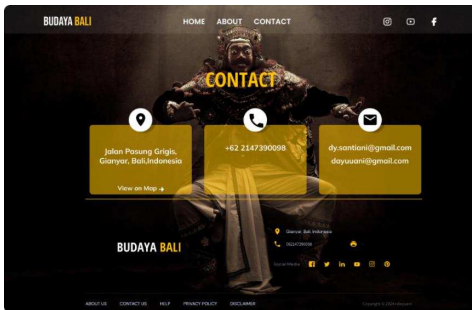 BUDAYA BALI
HOME ABOUT CONTACT
CONTACT
Jalan Pasung Grigis,
Gianyar, Bali,Indonesia
View on Map
+62 2147390098
dy.santiani@gmail.com
dayuuani@gmail.com
BUDAYA BALI
Gianyar, Bali, Indonesia
Social Media
ABOUT US CONTACT US HELP PRIVACY POLICY DISCLAIMER